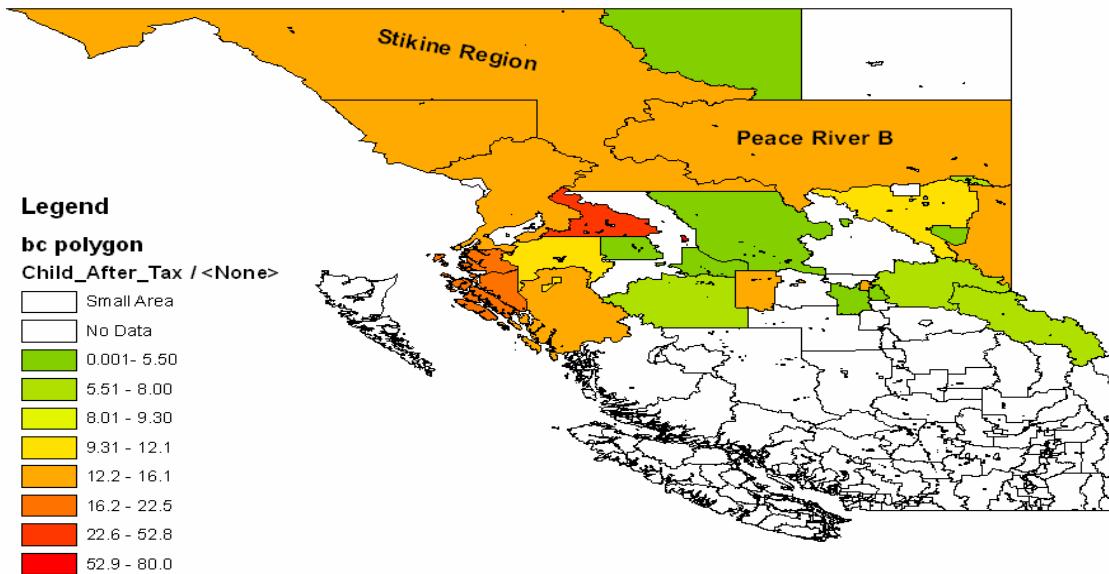 Stikine Region
Peace River B
Legend
bc polygon
Child_After_Tax / <None>
Small Area
No Data
0.001- 5.50
5.51 - 8.00
8.01 - 9.30
9.31 - 12.1
12.2 - 16.1
16.2 - 22.5
22.6 - 52.8
52.9 - 80.0